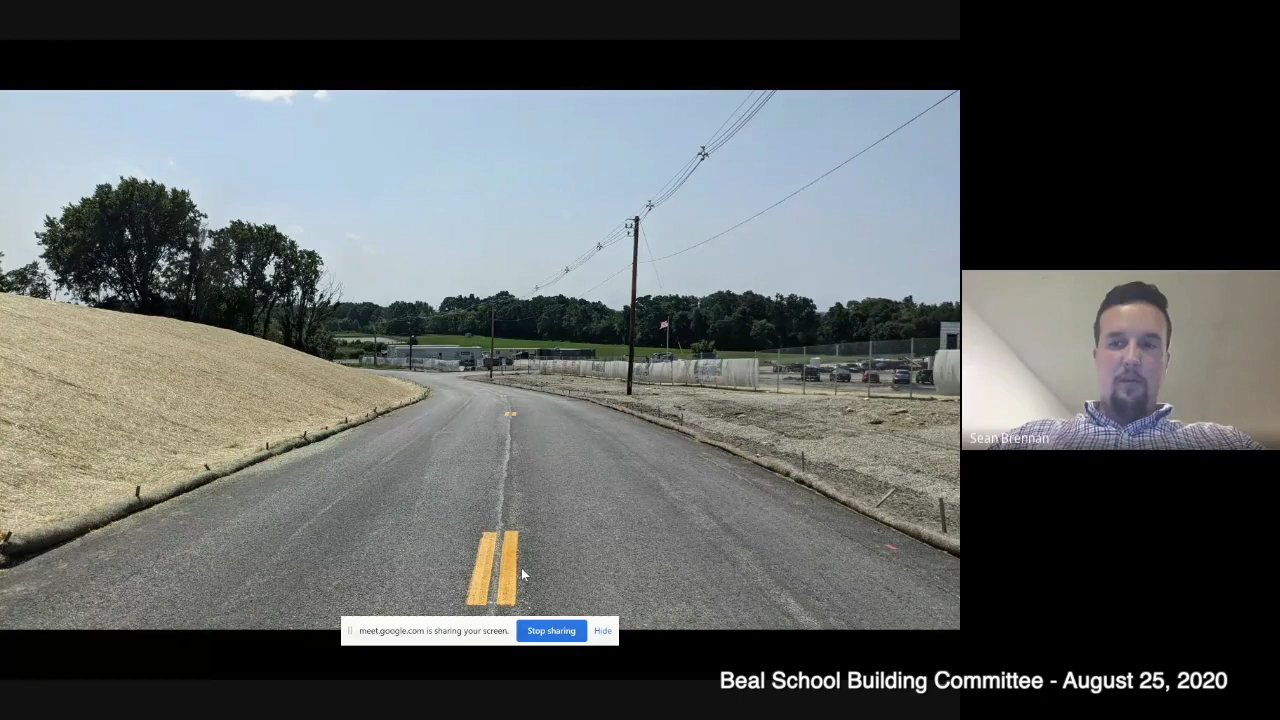 Sean Brennan
meet.google.com is sharing your screen.
Stop sharing
Hide
Beal School Building Committee - August 25, 2020